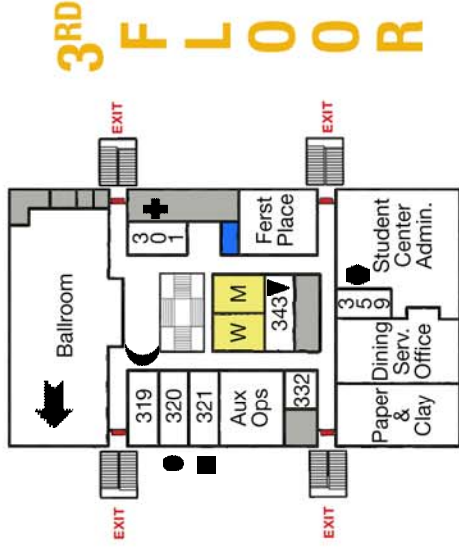 3RD
FLOOR
EXIT
EXIT
Ballroom
301
Ferst
Place
W
M
343
319
320
321
Aux
Ops
332
359
Student
Center
Admin.
Dining
Serv.
Office
Paper
&
Clay
EXIT
EXIT